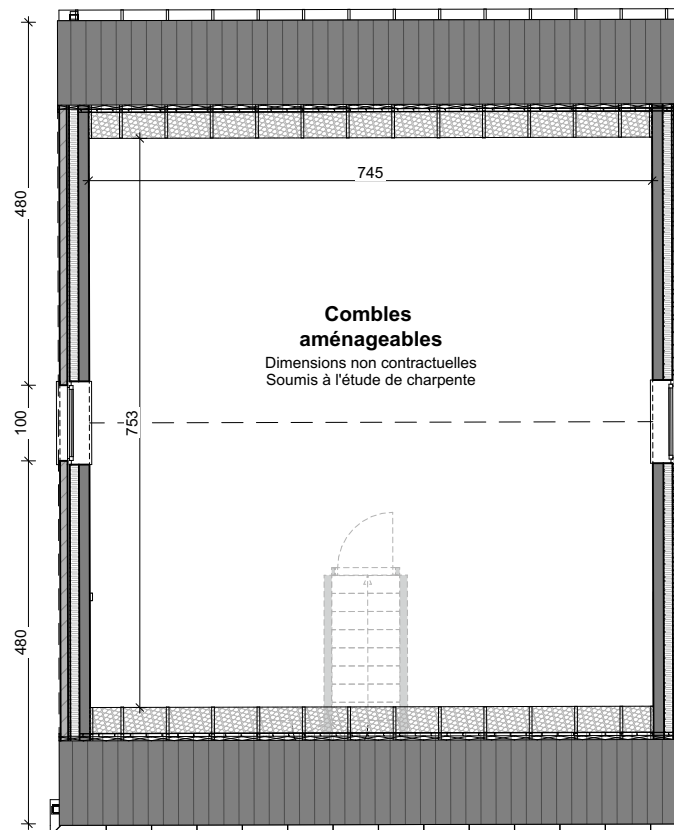 745
480
Combles
aménageables
Dimensions non contractuelles
Soumis à l'étude de charpente
100
753
480